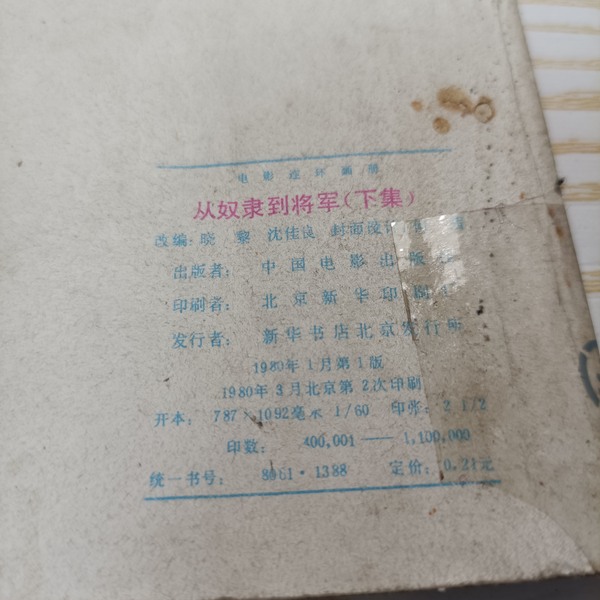 电影连环画册
从奴隶到将军(下集)
改编:晓 黎 沈佳良 封面设计
出版者: 中国电影出版社
印刷者: 北京新华印刷厂
发行者: 新华书店北京发行所
1980年1月第1版
1980年3月北京第2次印刷
开本: 787×1092毫米 1/60 印张: 2 1/2
印数: 400,001——1,100,000
统一书号: 8061·1388 定价: 0.21元